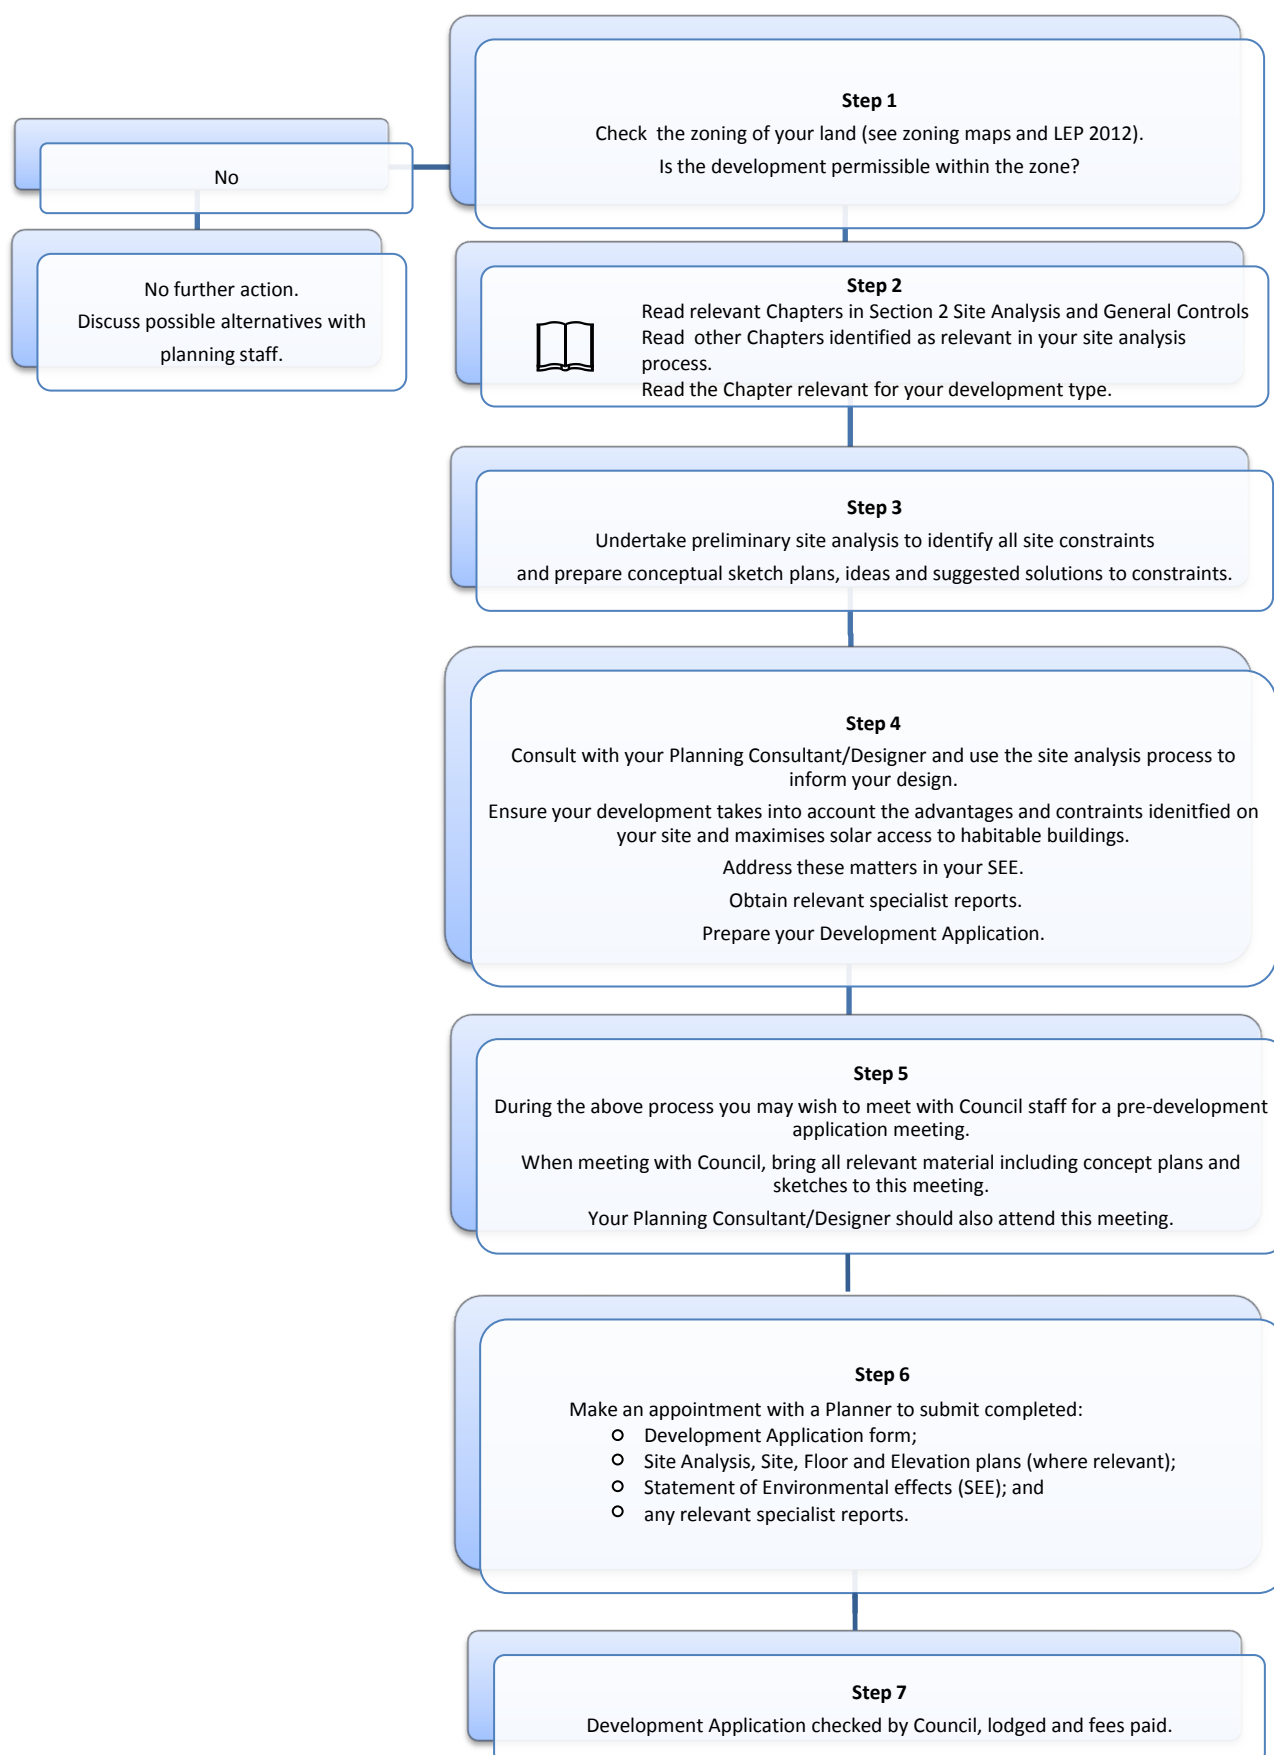 Step 1
Check the zoning of your land (see zoning maps and LEP 2012).
Is the development permissible within the zone?
No
No further action.
Discuss possible alternatives with
planning staff.
Step 2
Read relevant Chapters in Section 2 Site Analysis and General Controls
Read other Chapters identified as relevant in your site analysis
process.
Read the Chapter relevant for your development type.
Step 3
Undertake preliminary site analysis to identify all site constraints
and prepare conceptual sketch plans, ideas and suggested solutions to constraints.
Step 4
Consult with your Planning Consultant/Designer and use the site analysis process to
inform your design.
Ensure your development takes into account the advantages and contraints idenitfied on
your site and maximises solar access to habitable buildings.
Address these matters in your SEE.
Obtain relevant specialist reports.
Prepare your Development Application.
Step 5
During the above process you may wish to meet with Council staff for a pre-development
application meeting.
When meeting with Council, bring all relevant material including concept plans and
sketches to this meeting.
Your Planning Consultant/Designer should also attend this meeting.
Step 6
Make an appointment with a Planner to submit completed:
o Development Application form;
o Site Analysis, Site, Floor and Elevation plans (where relevant);
o Statement of Environmental effects (SEE); and
o any relevant specialist reports.
Step 7
Development Application checked by Council, lodged and fees paid.